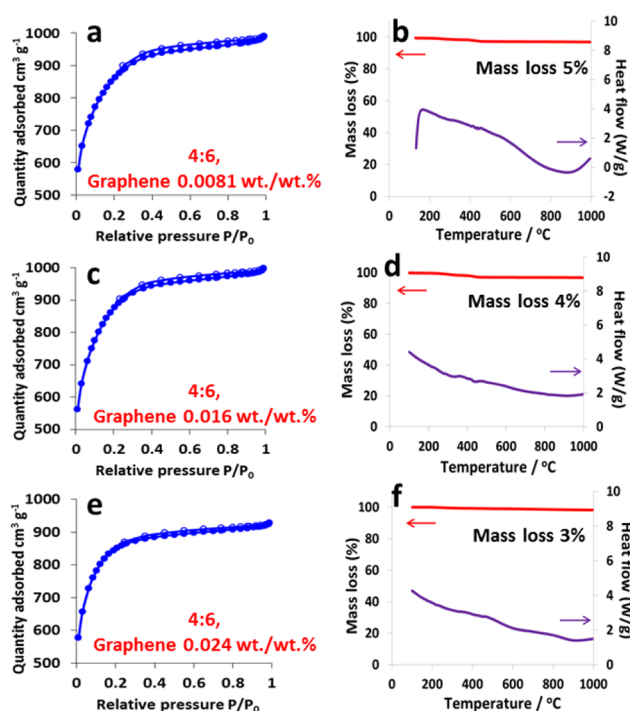 a
Quantity adsorbed cm³ g⁻¹
1000
900
800
700
600
500
4:6,
Graphene 0.0081 wt./wt.%
0 0.2 0.4 0.6 0.8 1
Relative pressure P/P₀
b
Mass loss (%)
100
80
60
40
20
0
Mass loss 5%
10
8
6
4
2
0
-2
Heat flow (W/g)
0 200 400 600 800 1000
Temperature / °C
c
Quantity adsorbed cm³ g⁻¹
1000
900
800
700
600
500
4:6,
Graphene 0.016 wt./wt.%
0 0.2 0.4 0.6 0.8 1
Relative pressure P/P₀
d
Mass loss (%)
100
80
60
40
20
0
Mass loss 4%
10
8
6
4
2
0
Heat flow (W/g)
0 200 400 600 800 1000
Temperature / °C
e
Quantity adsorbed cm³ g⁻¹
1000
900
800
700
600
500
4:6,
Graphene 0.024 wt./wt.%
0 0.2 0.4 0.6 0.8 1
Relative pressure P/P₀
f
Mass loss (%)
100
80
60
40
20
0
Mass loss 3%
10
8
6
4
2
0
Heat flow (W/g)
0 200 400 600 800 1000
Temperature / °C